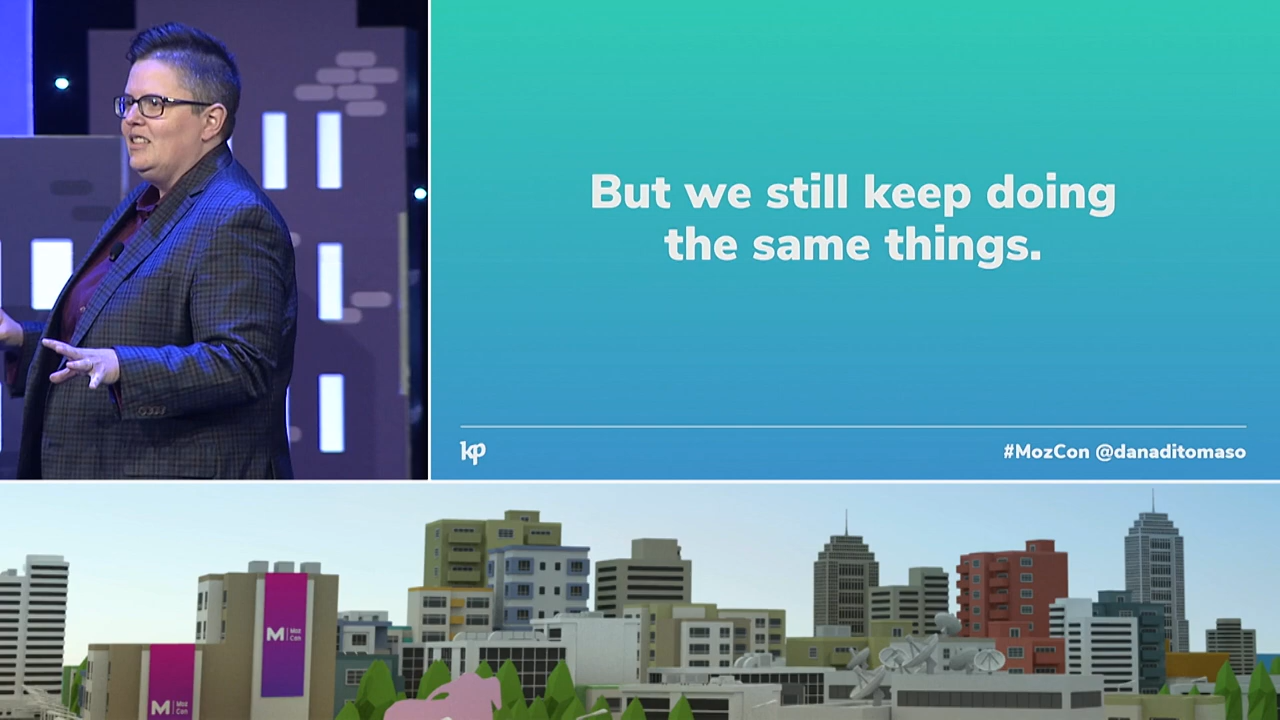 But we still keep doing
the same things.
kp
#MozCon @danaditomaso
M Moz
Con
M Moz
Con